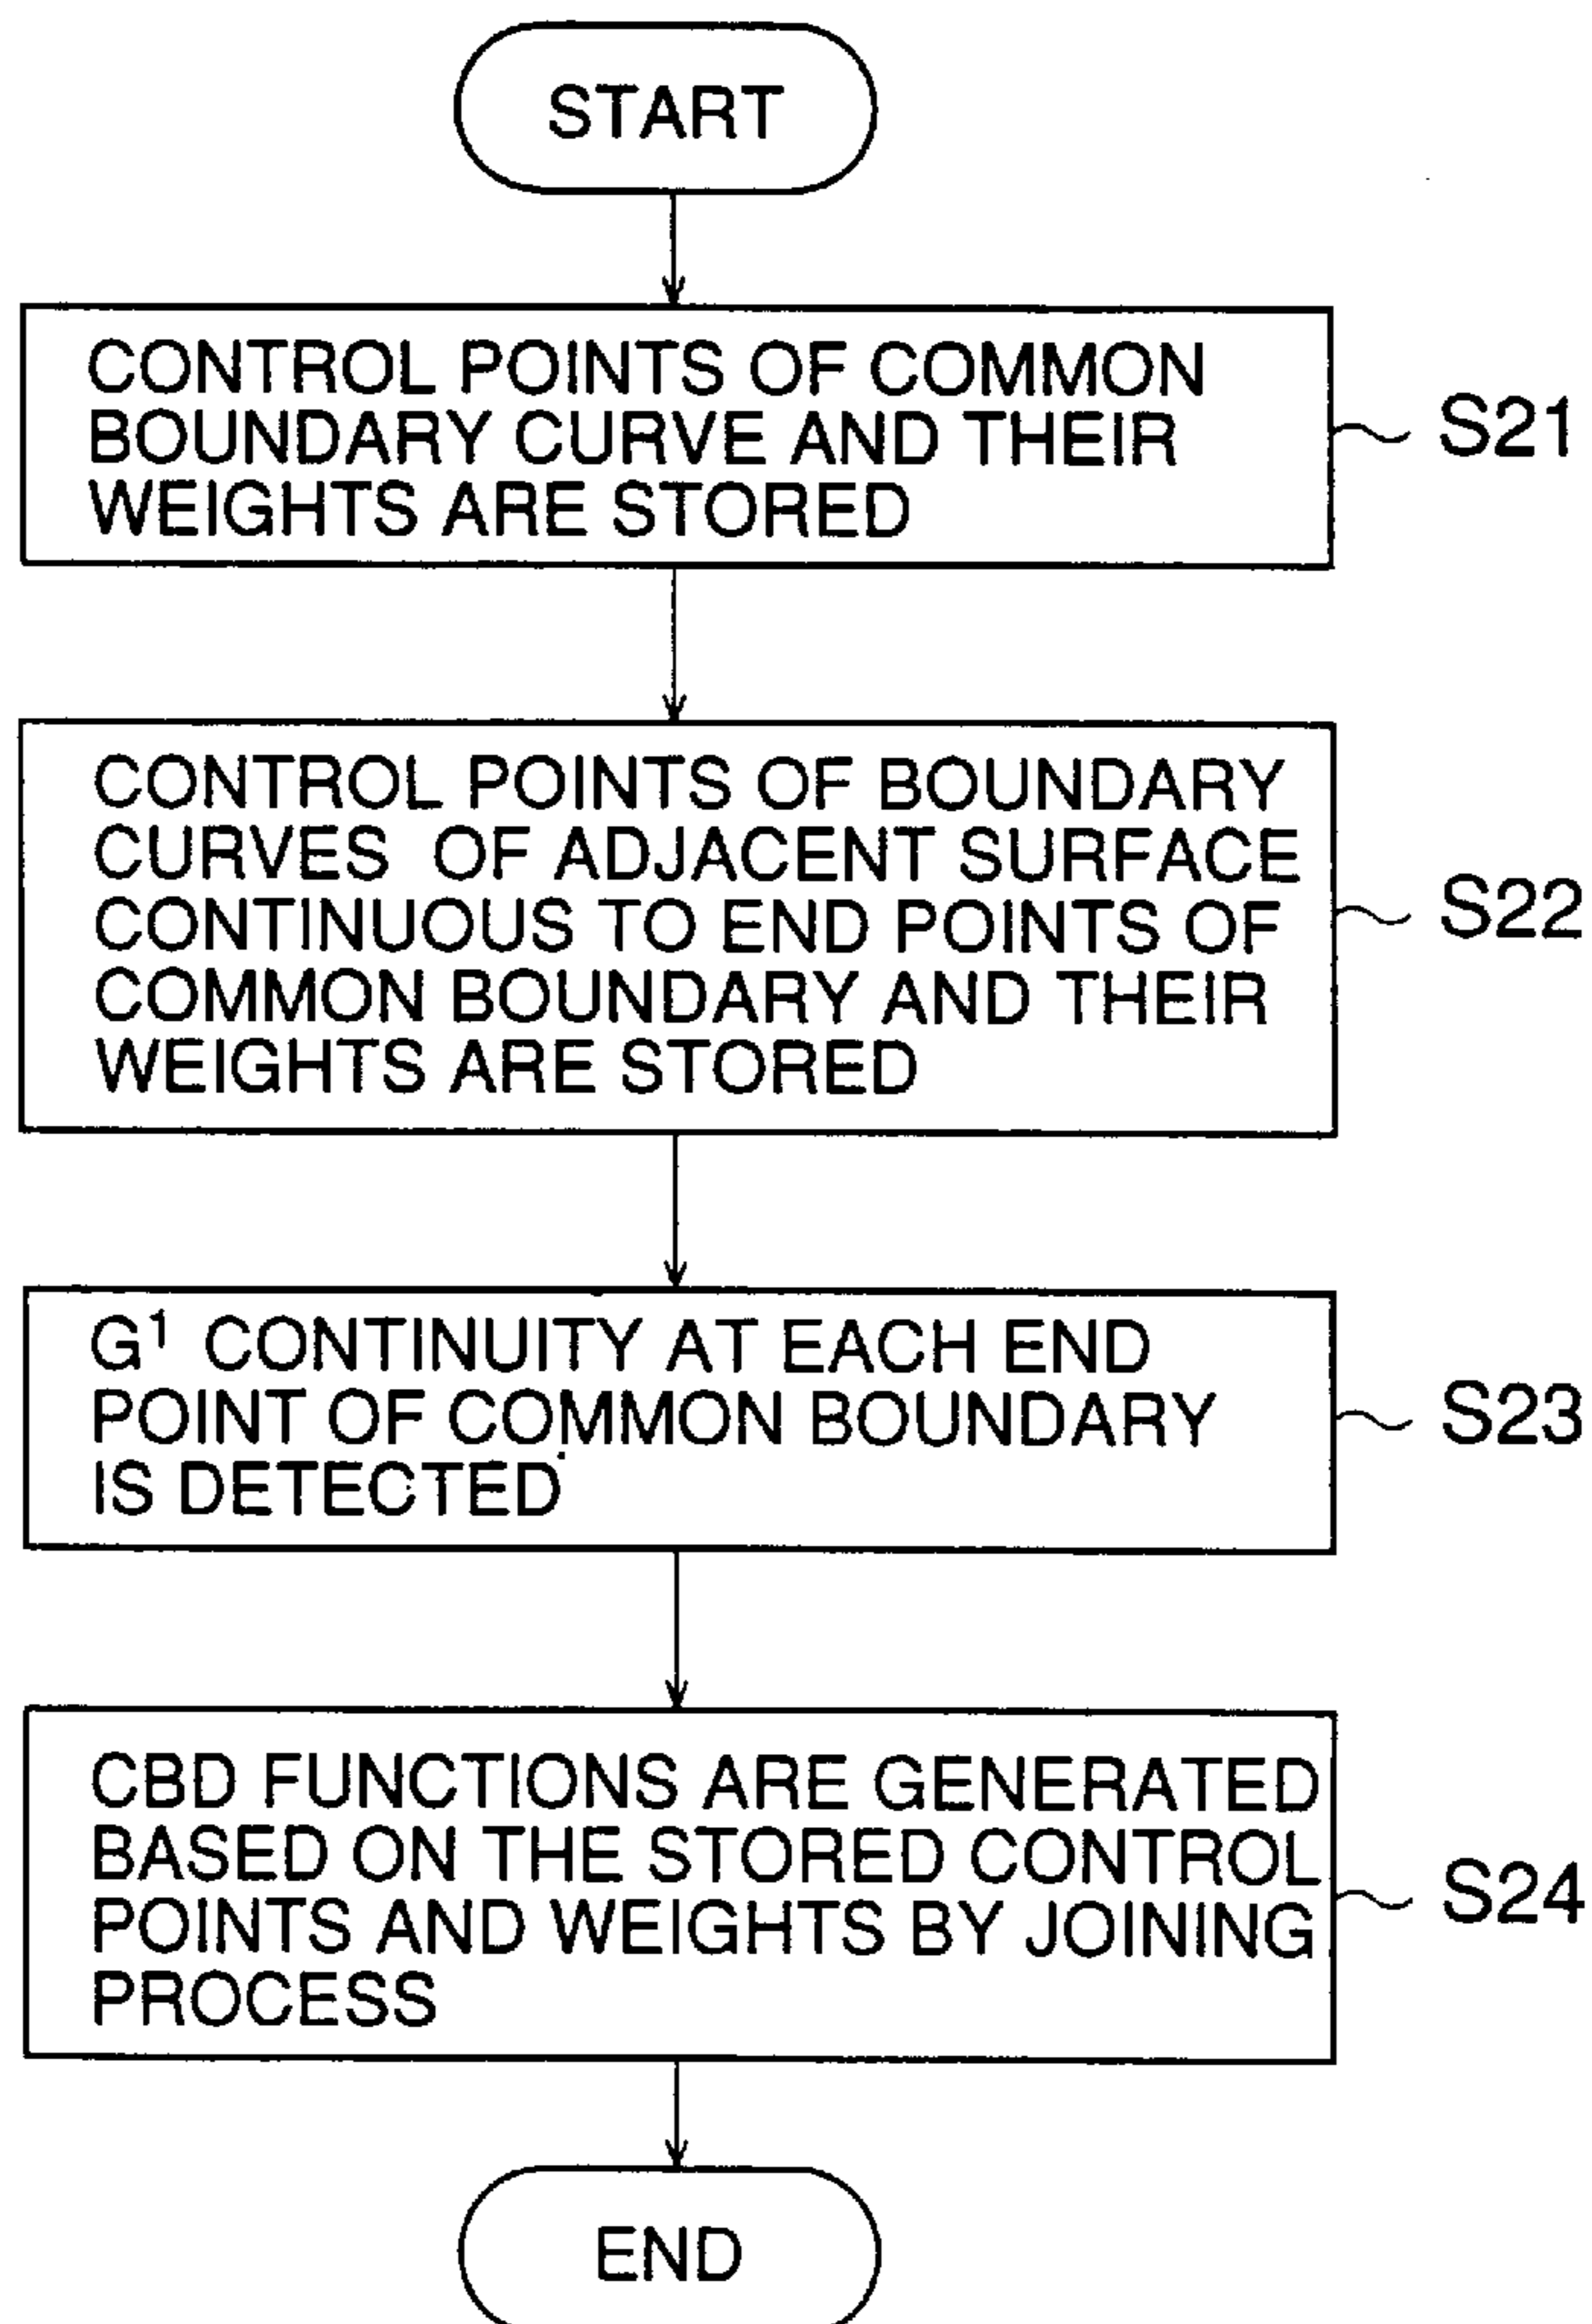 START
CONTROL POINTS OF COMMON
BOUNDARY CURVE AND THEIR
WEIGHTS ARE STORED
S21
CONTROL POINTS OF BOUNDARY
CURVES OF ADJACENT SURFACE
CONTINUOUS TO END POINTS OF
COMMON BOUNDARY AND THEIR
WEIGHTS ARE STORED
S22
G¹ CONTINUITY AT EACH END
POINT OF COMMON BOUNDARY
IS DETECTED
S23
CBD FUNCTIONS ARE GENERATED
BASED ON THE STORED CONTROL
POINTS AND WEIGHTS BY JOINING
PROCESS
S24
END